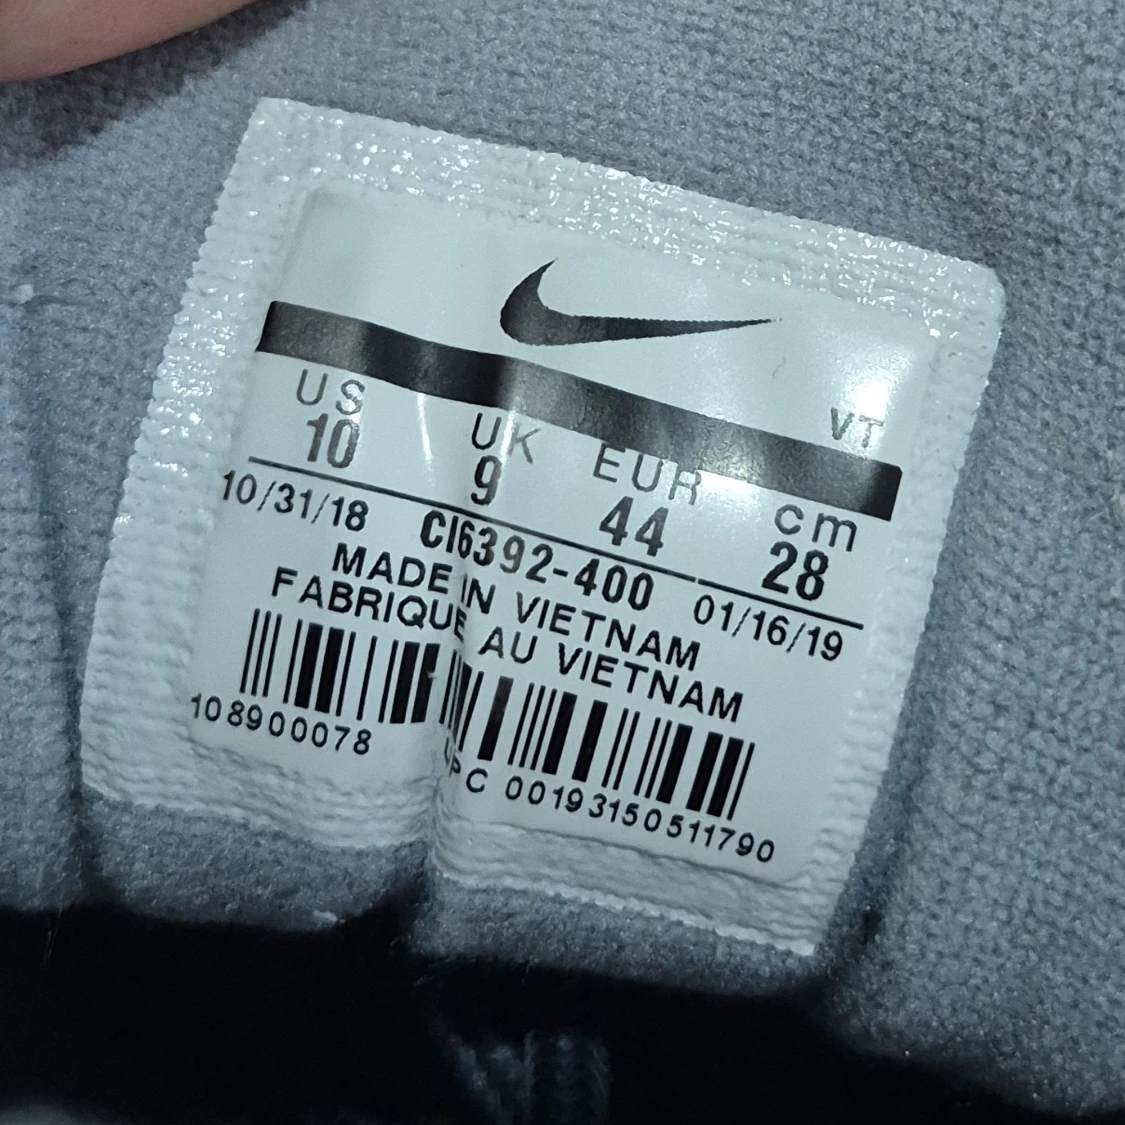 VT
US UK EUR cm
10 9 44 28
10/31/18 CI6392-400 01/16/19
MADE IN VIETNAM
FABRIQUE AU VIETNAM
108900078 UPC 00193150511790